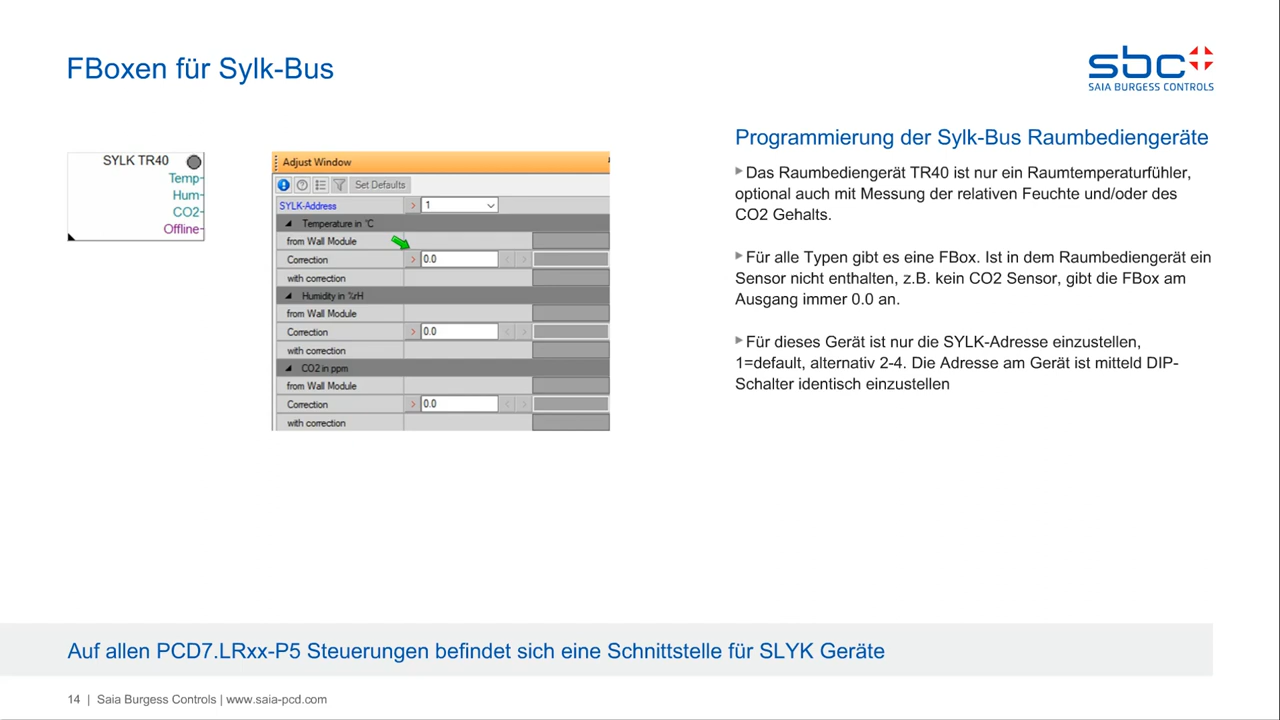 FBoxen für Sylk-Bus
sbc
SAIA BURGESS CONTROLS
SYLK TR40
Temp
Hum
CO2
Offline
Adjust Window
Set Defaults
SYLK-Address > 1
Temperature in °C
from Wall Module
Correction > 0.0 < >
with correction
Humidity in %rH
from Wall Module
Correction > 0.0 < >
with correction
CO2 in ppm
from Wall Module
Correction > 0.0 < >
with correction
Programmierung der Sylk-Bus Raumbediengeräte
Das Raumbediengerät TR40 ist nur ein Raumtemperaturfühler,
optional auch mit Messung der relativen Feuchte und/oder des
CO2 Gehalts.
Für alle Typen gibt es eine FBox. Ist in dem Raumbediengerät ein
Sensor nicht enthalten, z.B. kein CO2 Sensor, gibt die FBox am
Ausgang immer 0.0 an.
Für dieses Gerät ist nur die SYLK-Adresse einzustellen,
1=default, alternativ 2-4. Die Adresse am Gerät ist mitteld DIP-
Schalter identisch einzustellen
Auf allen PCD7.LRxx-P5 Steuerungen befindet sich eine Schnittstelle für SLYK Geräte
14 | Saia Burgess Controls | www.saia-pcd.com